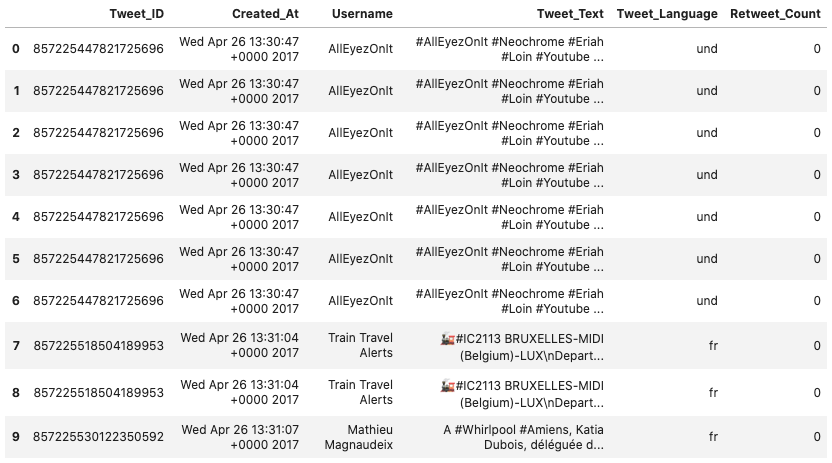 Tweet_ID Created_At Username Tweet_Text Tweet_Language Retweet_Count
0 857225447821725696 Wed Apr 26 13:30:47 +0000 2017 AllEyezOnIt #AllEyezOnIt #Neochrome #Eriah #Loin #Youtube ... und 0
1 857225447821725696 Wed Apr 26 13:30:47 +0000 2017 AllEyezOnIt #AllEyezOnIt #Neochrome #Eriah #Loin #Youtube ... und 0
2 857225447821725696 Wed Apr 26 13:30:47 +0000 2017 AllEyezOnIt #AllEyezOnIt #Neochrome #Eriah #Loin #Youtube ... und 0
3 857225447821725696 Wed Apr 26 13:30:47 +0000 2017 AllEyezOnIt #AllEyezOnIt #Neochrome #Eriah #Loin #Youtube ... und 0
4 857225447821725696 Wed Apr 26 13:30:47 +0000 2017 AllEyezOnIt #AllEyezOnIt #Neochrome #Eriah #Loin #Youtube ... und 0
5 857225447821725696 Wed Apr 26 13:30:47 +0000 2017 AllEyezOnIt #AllEyezOnIt #Neochrome #Eriah #Loin #Youtube ... und 0
6 857225447821725696 Wed Apr 26 13:30:47 +0000 2017 AllEyezOnIt #AllEyezOnIt #Neochrome #Eriah #Loin #Youtube ... und 0
7 857225518504189953 Wed Apr 26 13:31:04 +0000 2017 Train Travel Alerts 🚂#IC2113 BRUXELLES-MIDI (Belgium)-LUX\nDepart... fr 0
8 857225518504189953 Wed Apr 26 13:31:04 +0000 2017 Train Travel Alerts 🚂#IC2113 BRUXELLES-MIDI (Belgium)-LUX\nDepart... fr 0
9 857225530122350592 Wed Apr 26 13:31:07 +0000 2017 Mathieu Magnaudeix A #Whirlpool #Amiens, Katia Dubois, déléguée d... fr 0